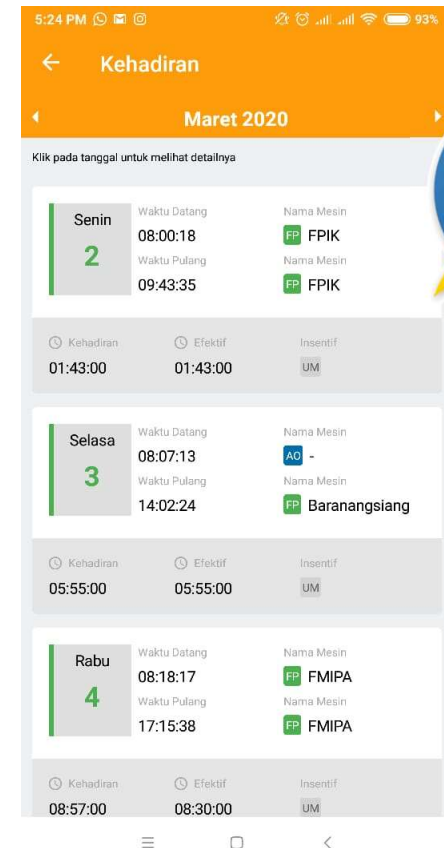 5:24 PM 93%
Kehadiran
Maret 2020
Klik pada tanggal untuk melihat detailnya
Senin
2
Waktu Datang Nama Mesin
08:00:18 FP FPIK
Waktu Pulang Nama Mesin
09:43:35 FP FPIK
Kehadiran Efektif Insentif
01:43:00 01:43:00 UM
Selasa
3
Waktu Datang Nama Mesin
08:07:13 AO -
Waktu Pulang Nama Mesin
14:02:24 FP Baranangsiang
Kehadiran Efektif Insentif
05:55:00 05:55:00 UM
Rabu
4
Waktu Datang Nama Mesin
08:18:17 FP FMIPA
Waktu Pulang Nama Mesin
17:15:38 FP FMIPA
Kehadiran Efektif Insentif
08:57:00 08:30:00 UM